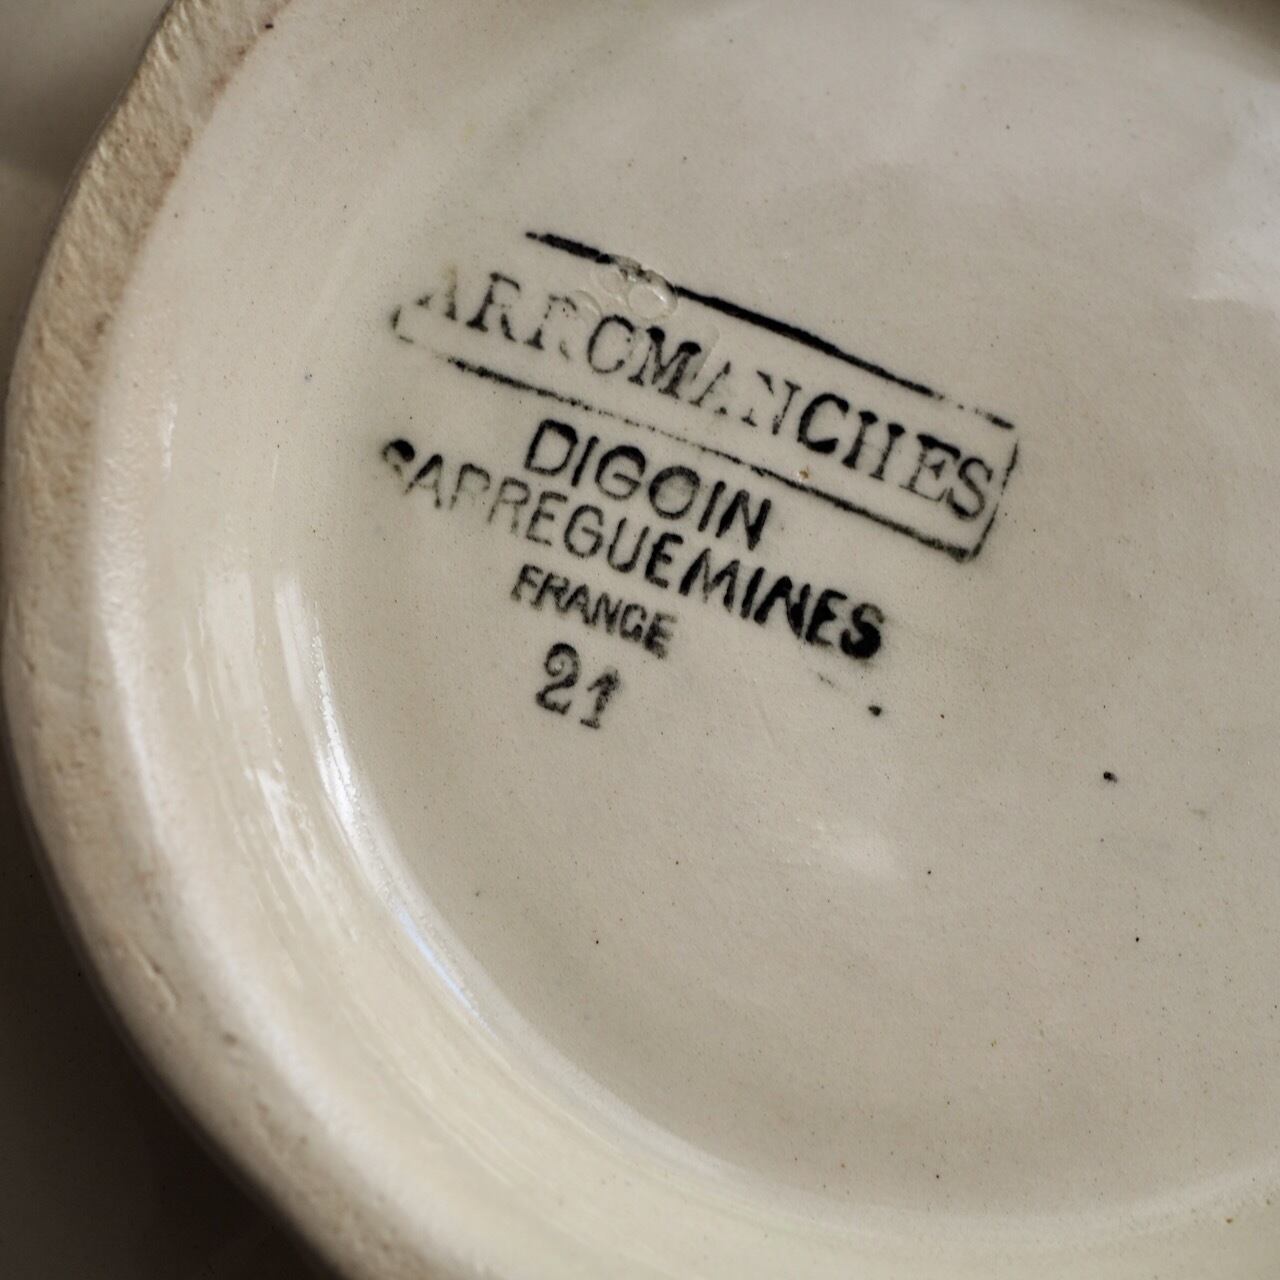 ARROMANCHES
DIGOIN
SARREGUEMINES
FRANCE
21